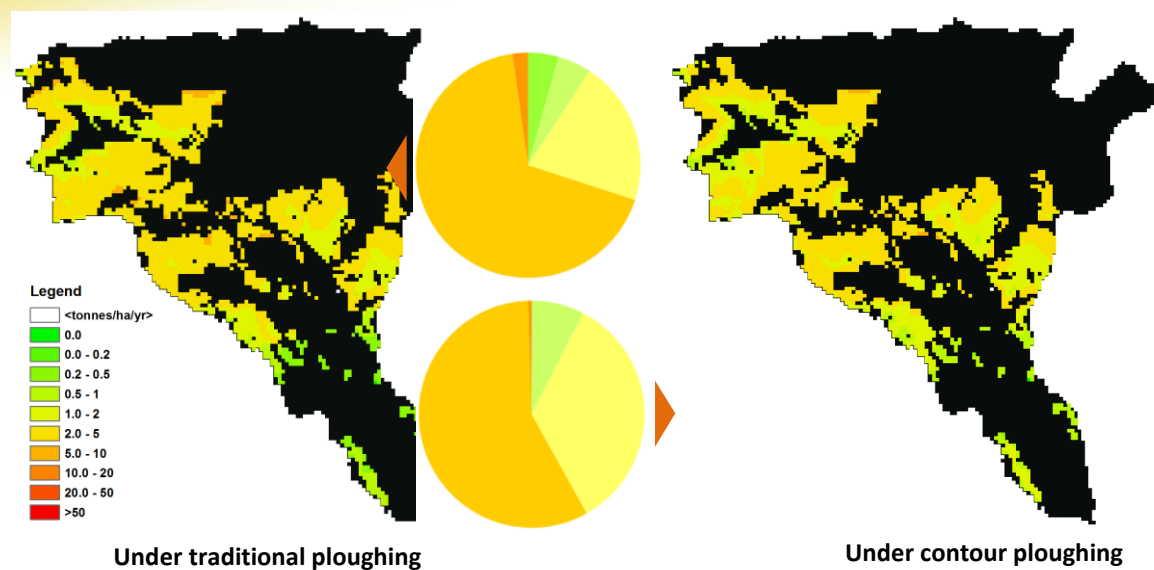 Legend
<tonnes/ha/yr>
0.0
0.0 - 0.2
0.2 - 0.5
0.5 - 1
1.0 - 2
2.0 - 5
5.0 - 10
10.0 - 20
20.0 - 50
>50
Under traditional ploughing
Under contour ploughing